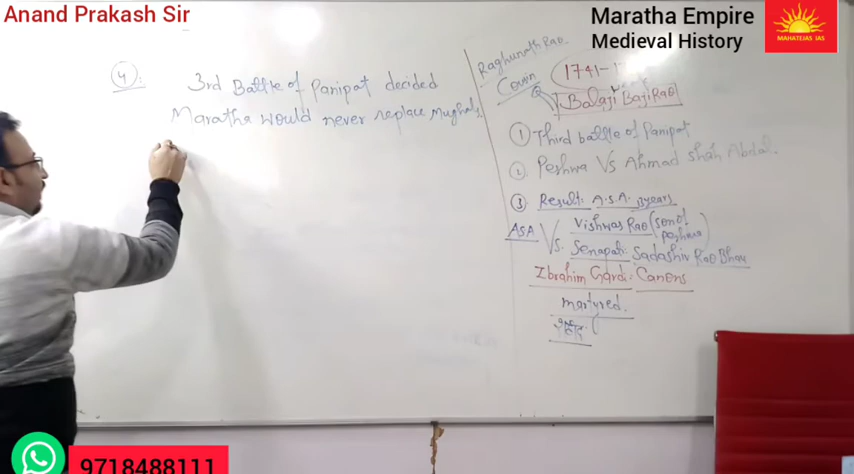 Anand Prakash Sir
Maratha Empire
Medieval History
MAHATEJAS IAS
4:
3rd Battle of Panipat decided
Maratha would never replace Mughals
Raghunath Rao.
Cousin
1741-
Balaji BajiRao
① Third battle of Panipat
2. Peshwa VS Ahmad shah Abdal.
③ Result: A.S.A. 3years
ASA VS. Vishwas Rao (son of Peshwa)
Senapati: Sadashiv Rao Bhau
Ibrahim Gardi: Canons
martyred.
9718488111